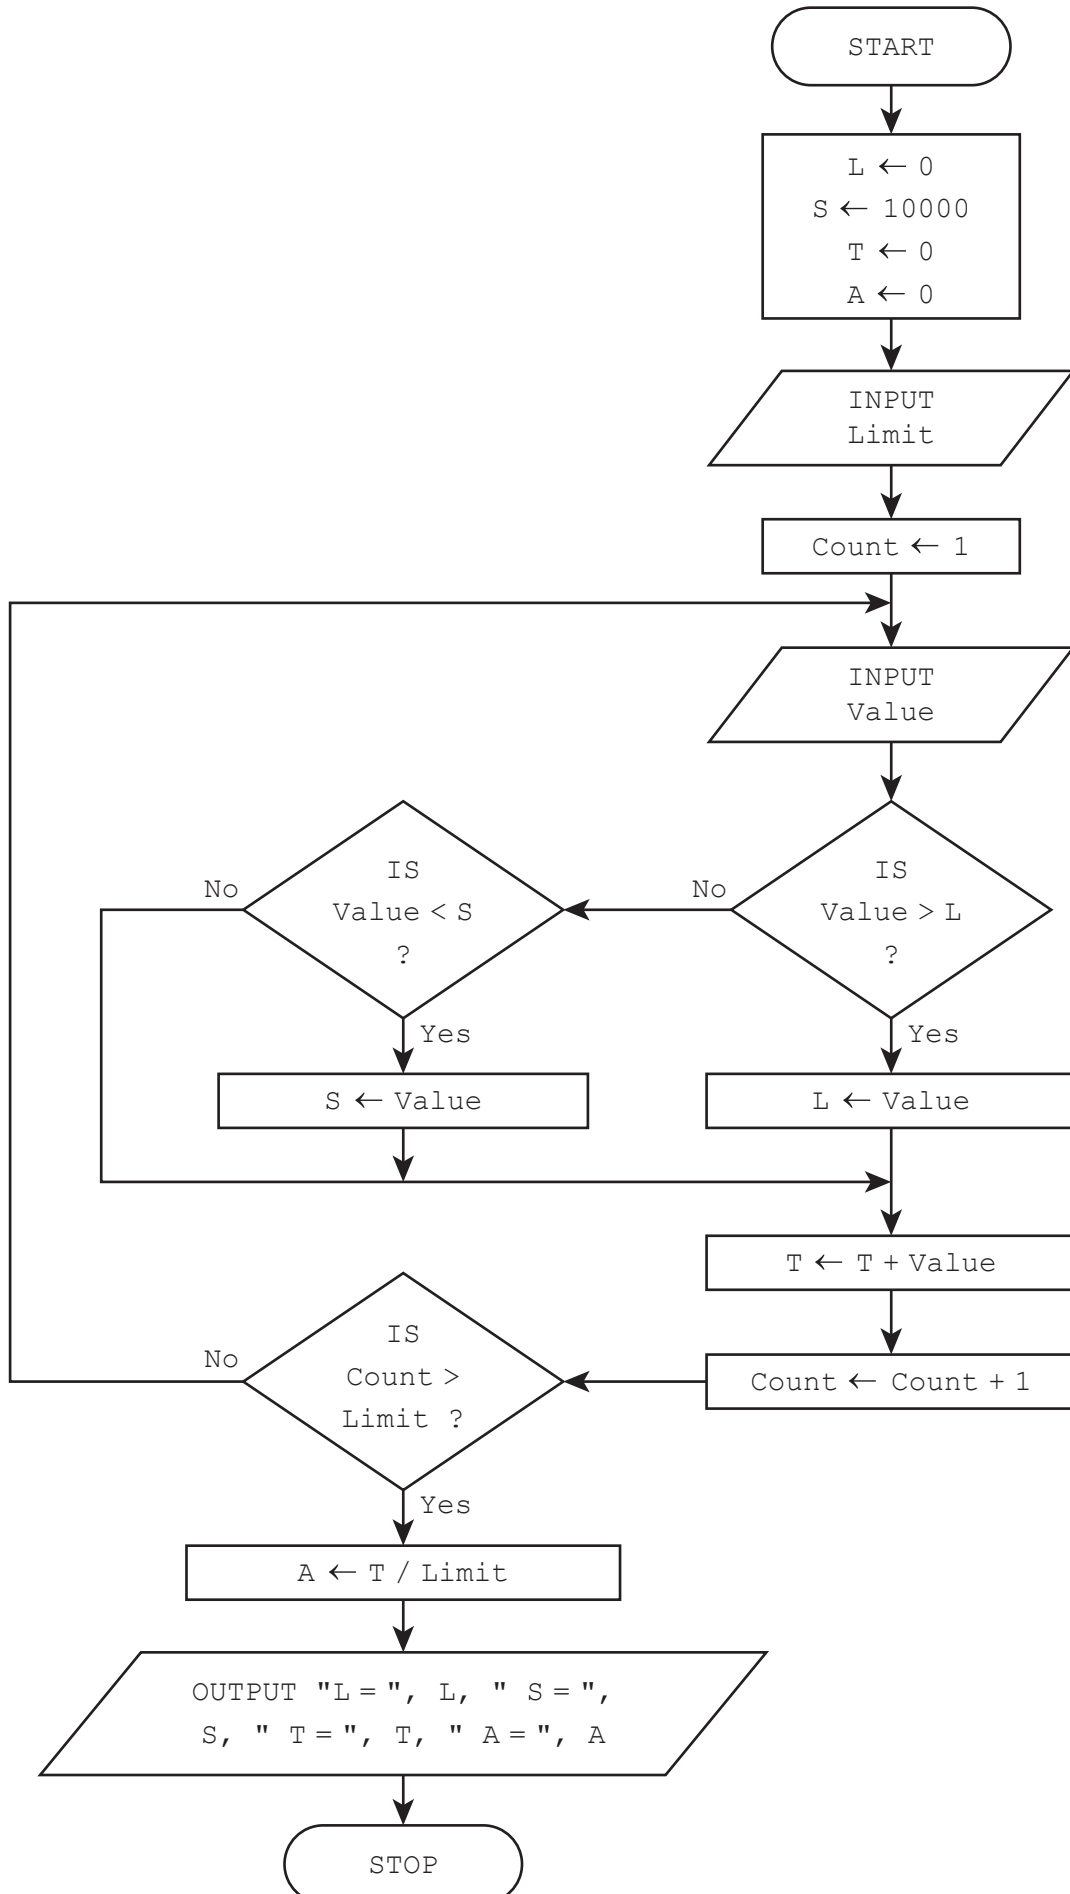 START
L ← 0
S ← 10000
T ← 0
A ← 0
INPUT
Limit
Count ← 1
INPUT
Value
IS
Value > L
?
No
Yes
IS
Value < S
?
No
Yes
S ← Value
L ← Value
T ← T + Value
Count ← Count + 1
IS
Count >
Limit ?
No
Yes
A ← T / Limit
OUTPUT "L = ", L, " S = ",
S, " T = ", T, " A = ", A
STOP